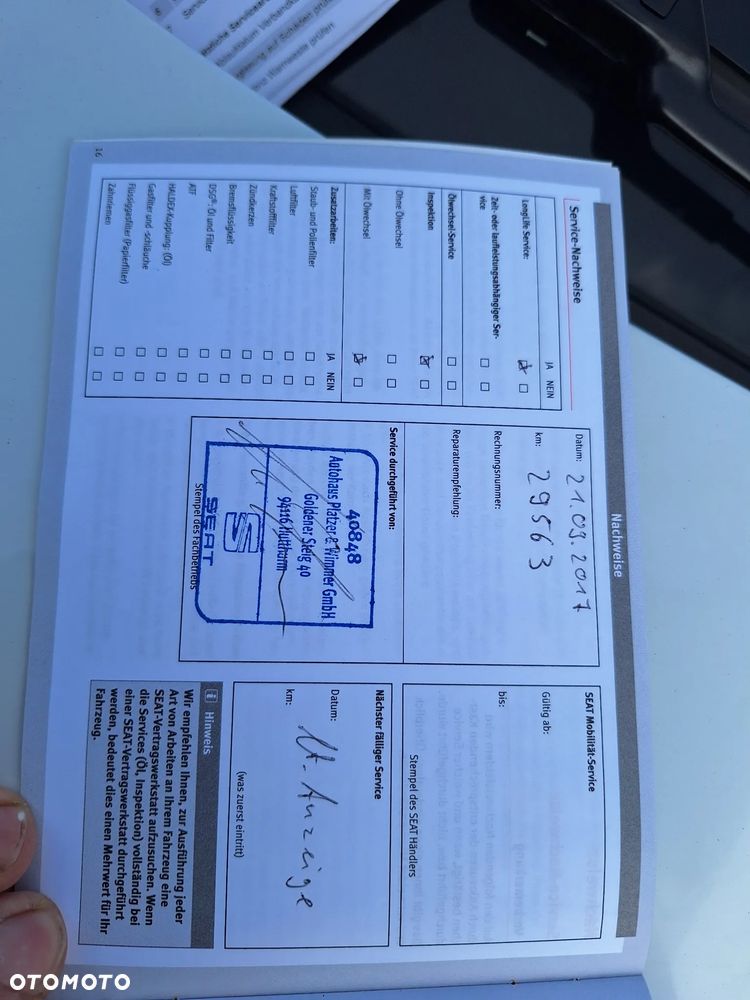 Nachweise
Service-Nachweise
JA NEIN
LongLife Service:
Zeit- oder laufleistungsabhängiger Ser-
vice
Ölwechsel-Service
Inspektion
Ohne Ölwechsel
Mit Ölwechsel
Zusatzarbeiten: JA NEIN
Staub- und Pollenfilter
Luftfilter
Kraftstofffilter
Zündkerzen
Bremsflüssigkeit
DSG®: Öl und Filter
ATF
HALDEX-Kupplung: (Öl)
Gasfilter und -schläuche
Flüssiggasfilter (Papierfilter)
Zahnriemen
16
Datum: 21.09.2017
km: 29563
Rechnungsnummer:
Reparaturempfehlung:
Service durchgeführt von:
40848
Autohaus Platzer & Wimmer GmbH
Goldener Steig 40
94116 Hutthurm
SEAT
Stempel des Fachbetriebs
SEAT Mobilität-Service
Gültig ab:
bis:
Stempel des SEAT Händlers
Nächster fälliger Service
Datum: lt. Anzeige
km:
(was zuerst eintritt)
i Hinweis
Wir empfehlen Ihnen, zur Ausführung jeder
Art von Arbeiten an Ihrem Fahrzeug eine
SEAT-Vertragswerkstatt aufzusuchen. Wenn
die Services (Öl, Inspektion) vollständig bei
einer SEAT-Vertragswerkstatt durchgeführt
werden, bedeutet dies einen Mehrwert für Ihr
Fahrzeug.
OTOMOTO